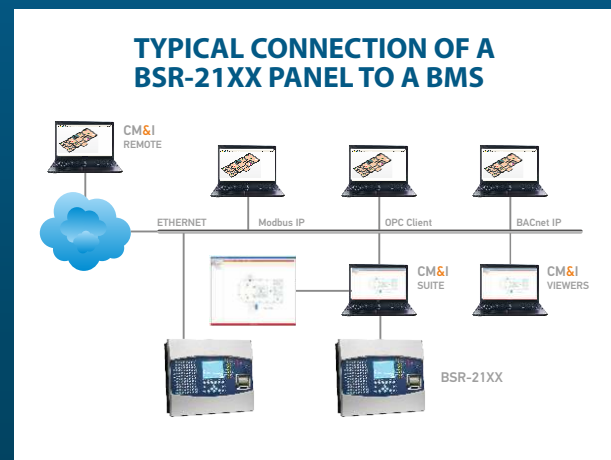 TYPICAL CONNECTION OF A
BSR-21XX PANEL TO A BMS
CM&I
REMOTE
ETHERNET
Modbus IP
OPC Client
BACnet IP
CM&I
SUITE
CM&I
VIEWERS
BSR-21XX